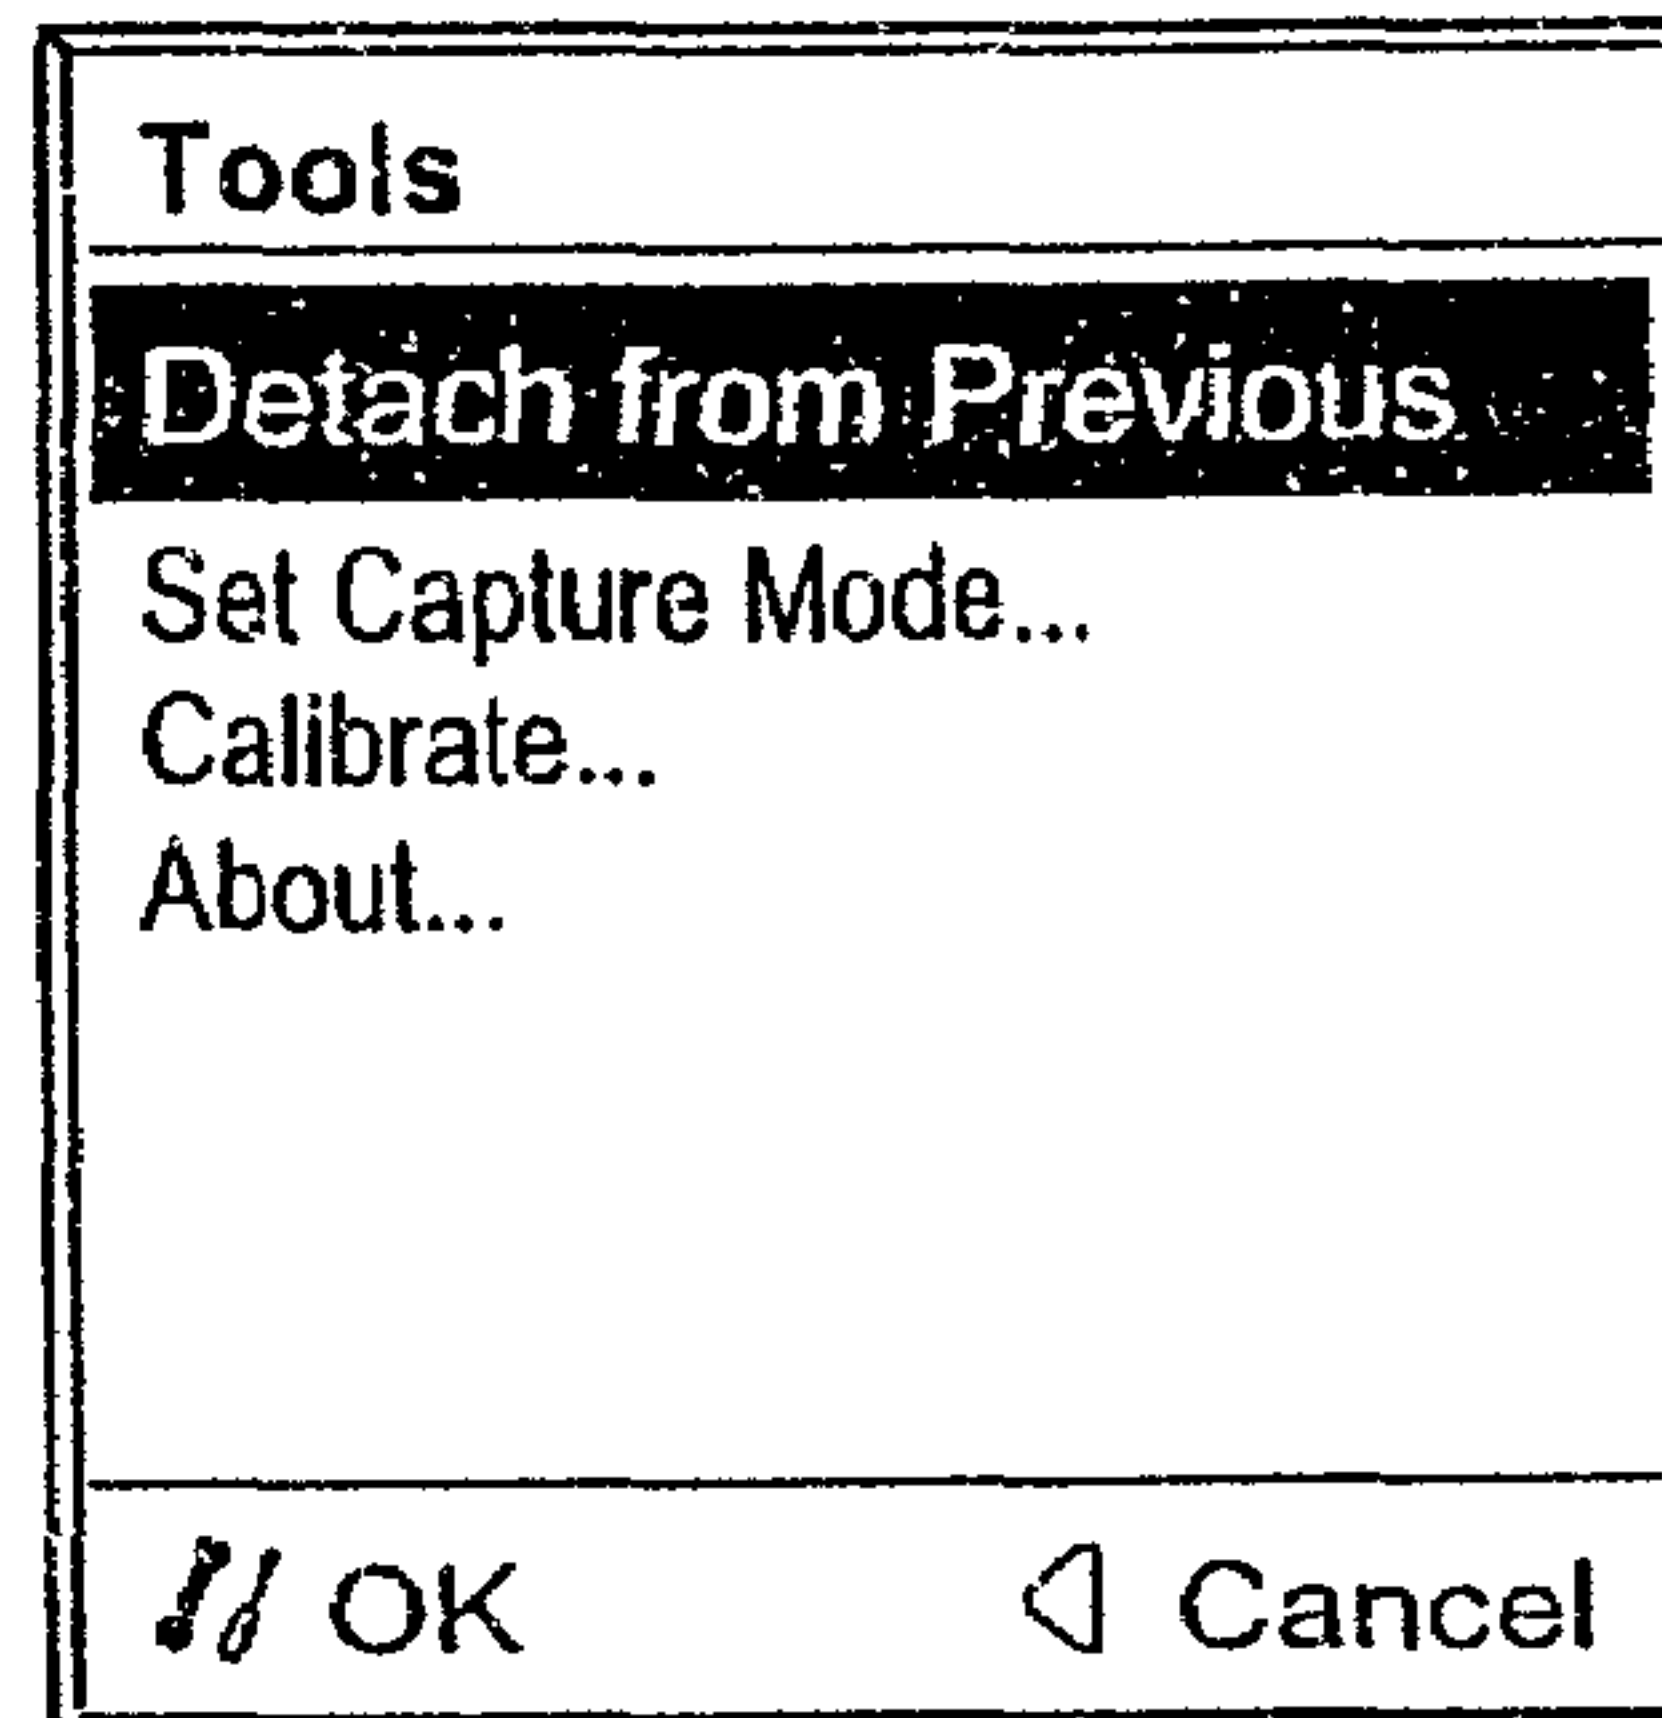 Tools
Detach from Previous
Set Capture Mode...
Calibrate...
About...
OK Cancel